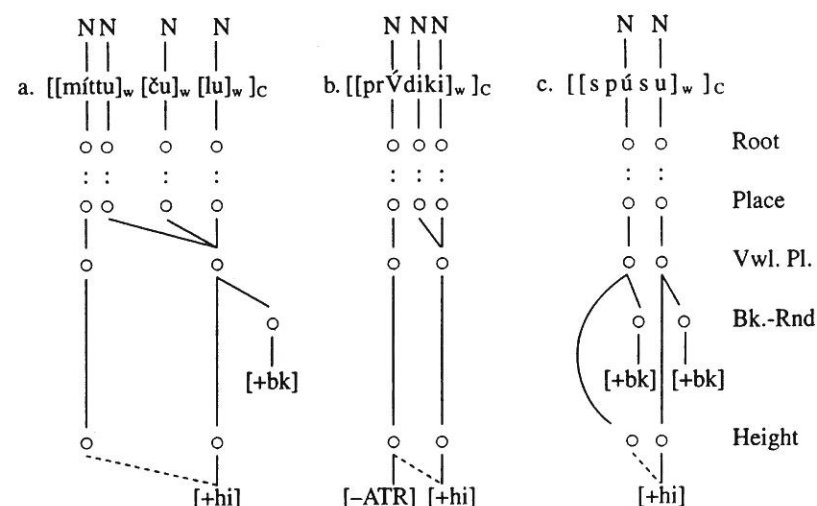 N N N N N N N N N
a. [[míttu]w [ču]w [lu]w ]C b. [[prV́diki]w ]C c. [[s pú s u]w ]C
Root
Place
Vwl. Pl.
Bk.-Rnd
[+bk] [+bk] [+bk]
Height
[+hi] [−ATR] [+hi] [+hi]